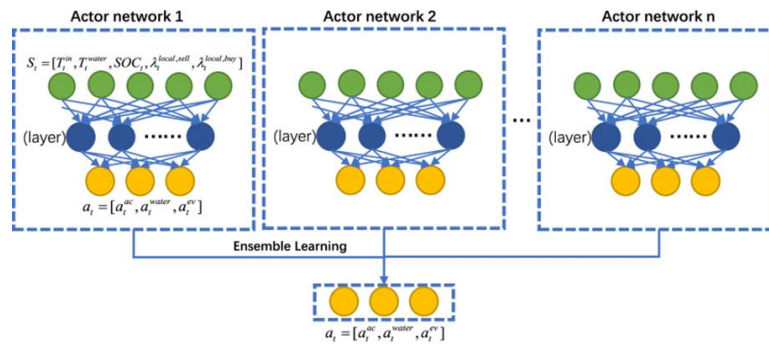 Actor network 1
Actor network 2
Actor network n
S_t = [T_t^{in}, T_t^{water}, SOC_t, λ_t^{local,sell}, λ_t^{local,buy}]
(layer) ...... (layer) ...... ... (layer) ......
a_t = [a_t^{ac}, a_t^{water}, a_t^{ev}]
Ensemble Learning
a_t = [a_t^{ac}, a_t^{water}, a_t^{ev}]